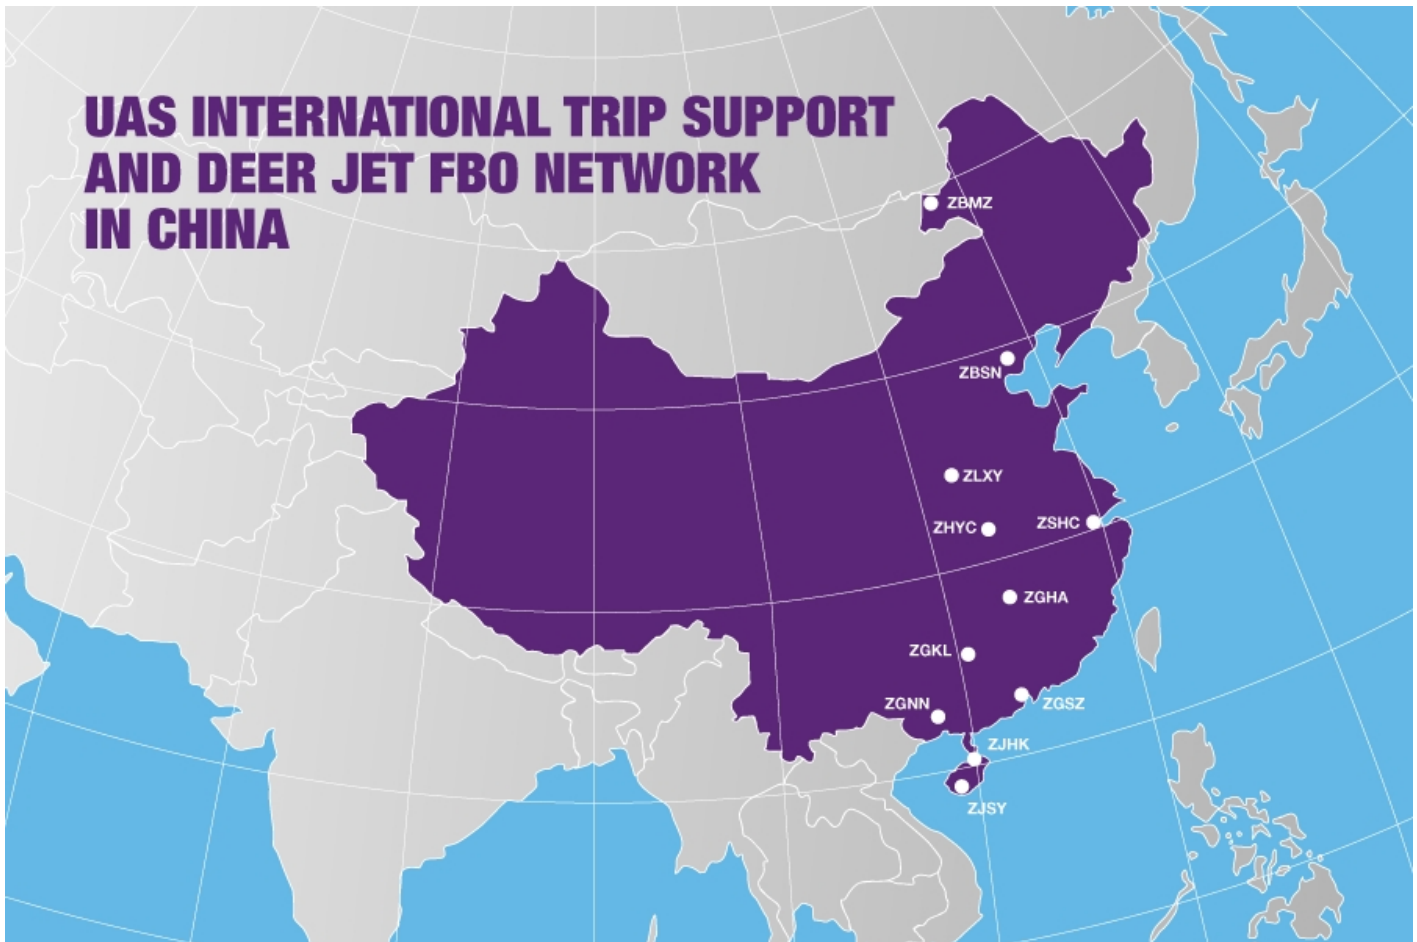 UAS INTERNATIONAL TRIP SUPPORT
AND DEER JET FBO NETWORK
IN CHINA
ZBMZ
ZBSN
ZLXY
ZHYC
ZSHC
ZGHA
ZGKL
ZGNN
ZGSZ
ZJHK
ZJSY